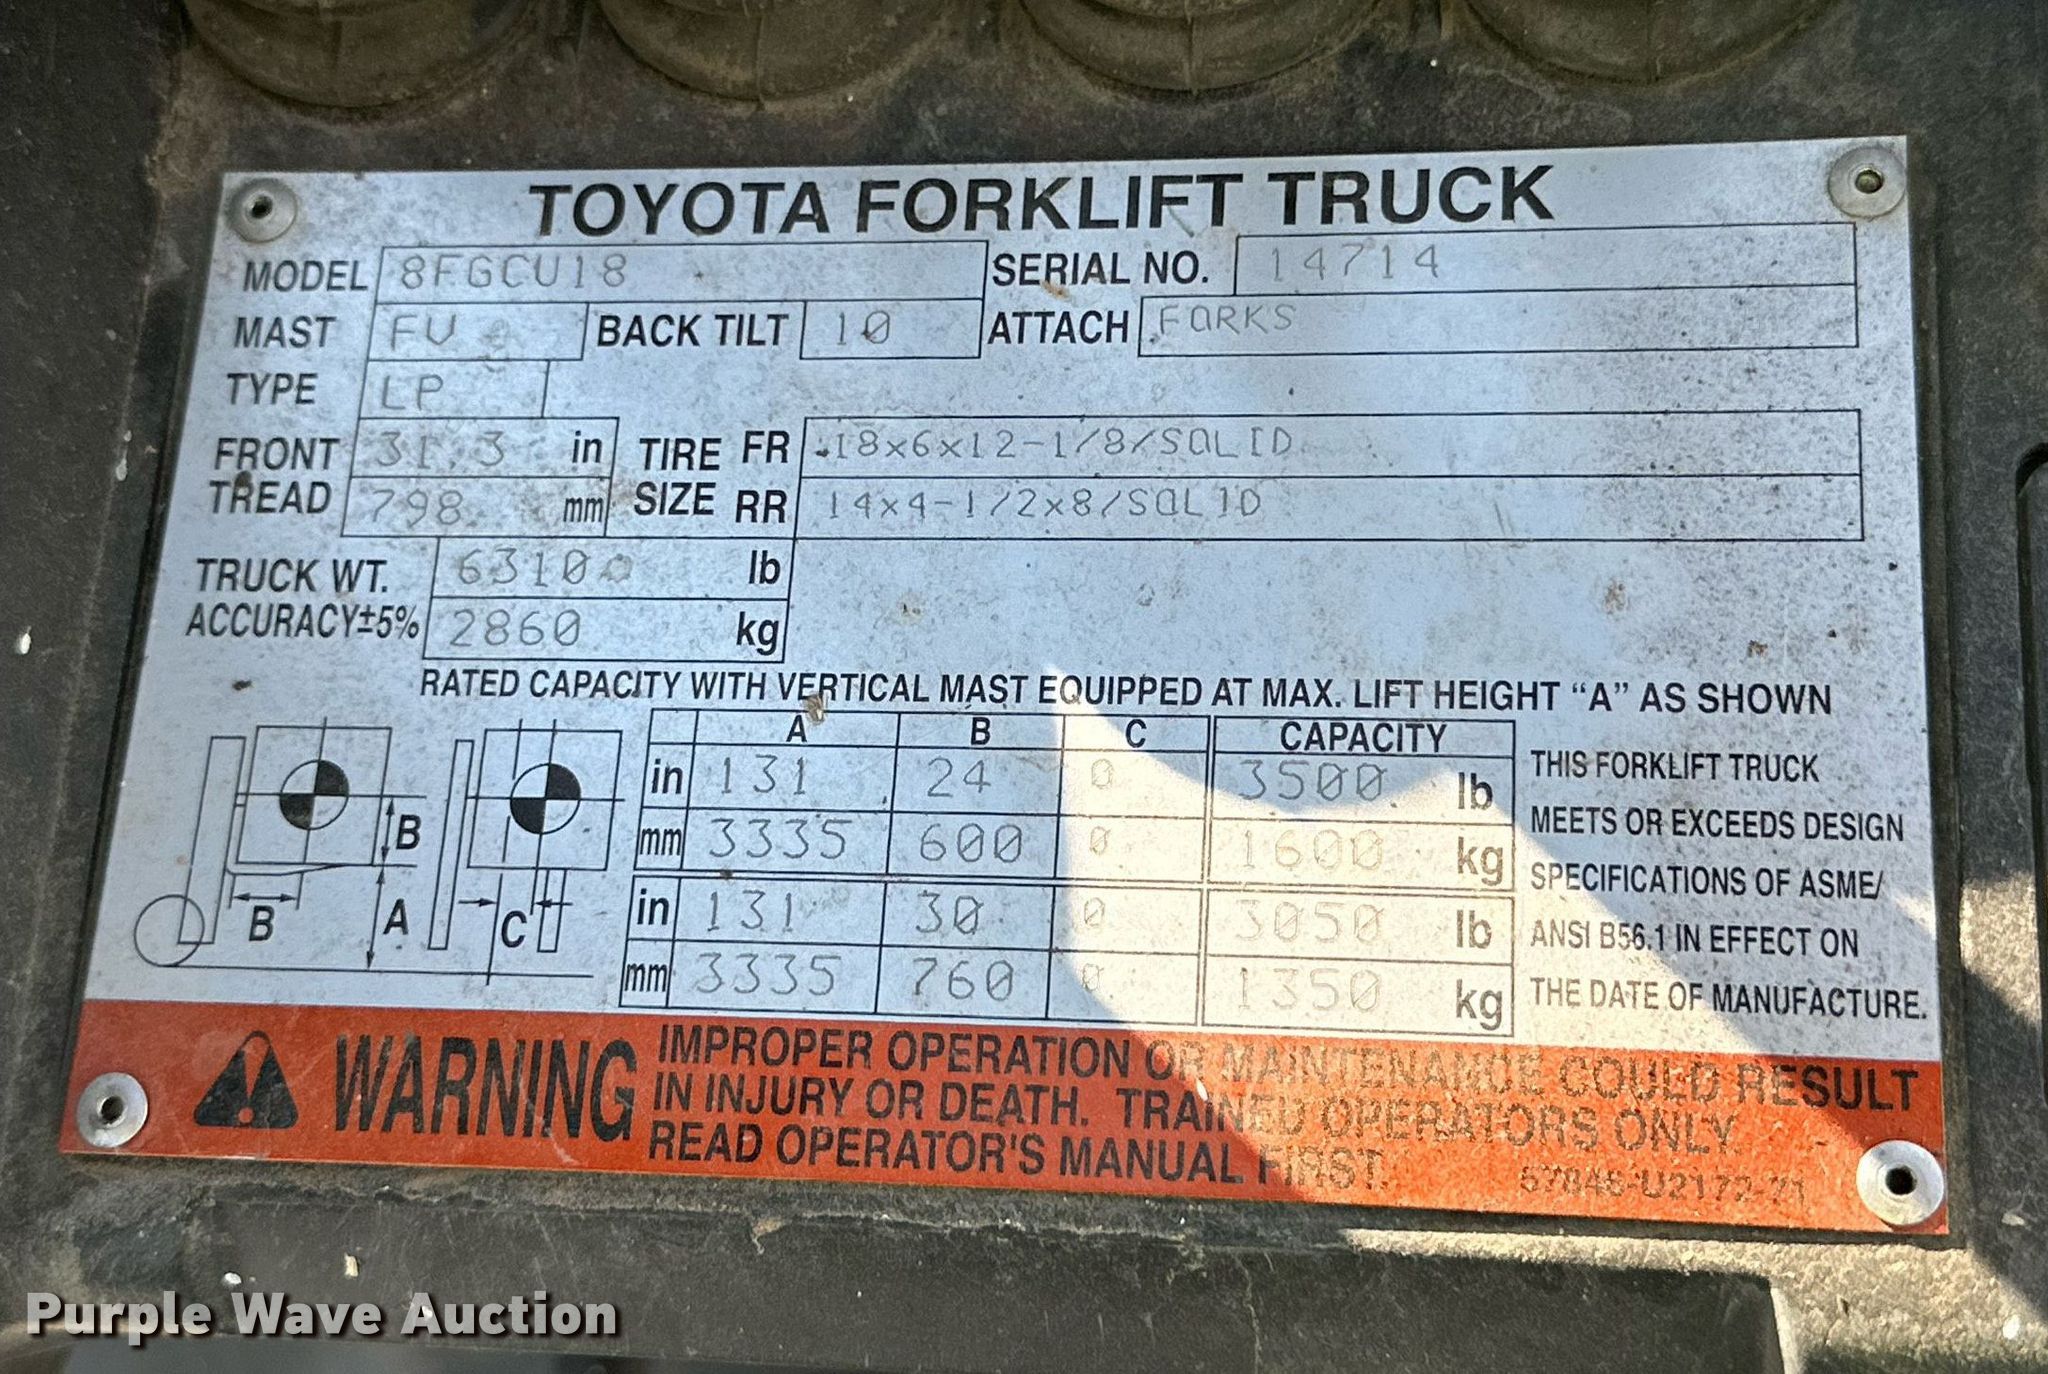 TOYOTA FORKLIFT TRUCK
MODEL 8FGCU18 SERIAL NO. 14714
MAST FV BACK TILT 10 ATTACH FORKS
TYPE LP
FRONT TREAD 31.3 in TIRE SIZE FR 18x6x12-1/8/SOLID
798 mm RR 14x4-1/2x8/SOLID
TRUCK WT. 6310 lb
ACCURACY±5% 2860 kg
RATED CAPACITY WITH VERTICAL MAST EQUIPPED AT MAX. LIFT HEIGHT “A” AS SHOWN
A B C CAPACITY
in 131 24 0 3500 lb
mm 3335 600 0 1600 kg
in 131 30 0 3050 lb
mm 3335 760 0 1350 kg
B
B
A
C
THIS FORKLIFT TRUCK
MEETS OR EXCEEDS DESIGN
SPECIFICATIONS OF ASME/
ANSI B56.1 IN EFFECT ON
THE DATE OF MANUFACTURE.
WARNING
IMPROPER OPERATION OR MAINTENANCE COULD RESULT
IN INJURY OR DEATH. TRAINED OPERATORS ONLY.
READ OPERATOR'S MANUAL FIRST.
57846-U2172-71
Purple Wave Auction